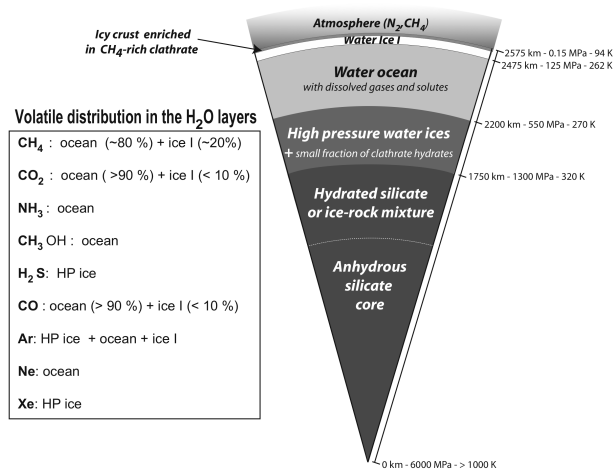 Atmosphere (N2,CH4)
Icy crust enriched
in CH4-rich clathrate
Water Ice I
2575 km - 0.15 MPa - 94 K
2475 km - 125 MPa - 262 K
Water ocean
with dissolved gases and solutes
2200 km - 550 MPa - 270 K
High pressure water ices
+ small fraction of clathrate hydrates
1750 km - 1300 MPa - 320 K
Hydrated silicate
or ice-rock mixture
Anhydrous
silicate
core
0 km - 6000 MPa - > 1000 K
Volatile distribution in the H2O layers
CH4 : ocean (~80 %) + ice I (~20%)
CO2 : ocean ( >90%) + ice I (< 10 %)
NH3 : ocean
CH3 OH : ocean
H2 S: HP ice
CO : ocean (> 90 %) + ice I (< 10 %)
Ar: HP ice + ocean + ice I
Ne: ocean
Xe: HP ice